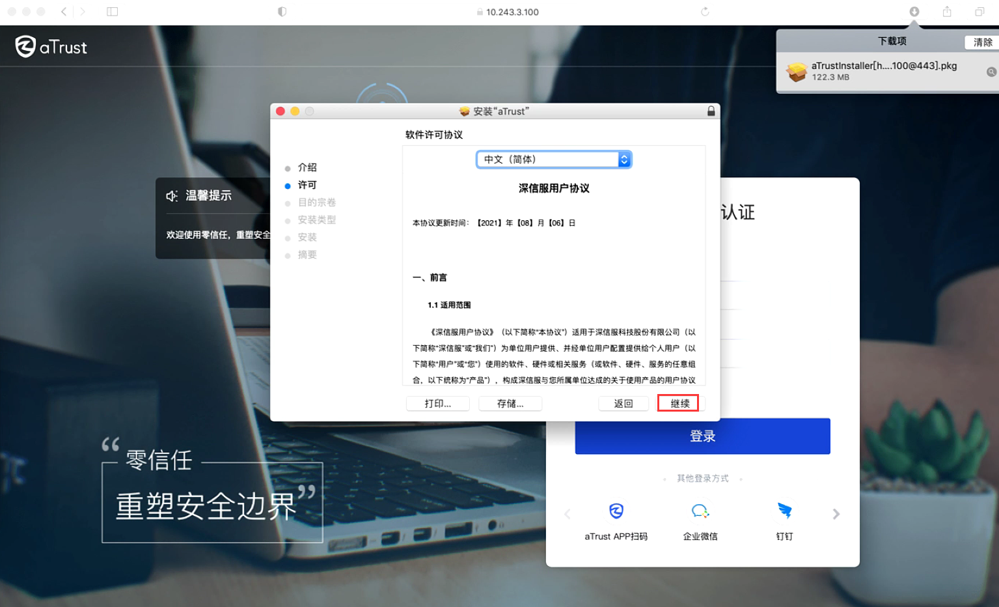 10.243.3.100
aTrust
下载项
清除
aTrustInstaller[h....100@443].pkg
122.3 MB
安装“aTrust”
软件许可协议
介绍
许可
目的宗卷
安装类型
安装
摘要
中文（简体）
深信服用户协议
本协议更新时间：【2021】年【08】月【06】日
一、前言
1.1 适用范围
《深信服用户协议》（以下简称“本协议”）适用于深信服科技股份有限公司（以
下简称“深信服”或“我们”）为单位用户提供、并经单位用户配置提供给个人用户（以
下简称“用户”或“您”）使用的软件、硬件或相关服务（或软件、硬件、服务的任意组
合，以下统称为“产品”），构成深信服与您所属单位达成的关于使用产品的用户协议
打印...
存储...
返回
继续
温馨提示
欢迎使用零信任，重塑安全
认证
登录
其他登录方式
aTrust APP扫码
企业微信
钉钉
“零信任
重塑安全边界”